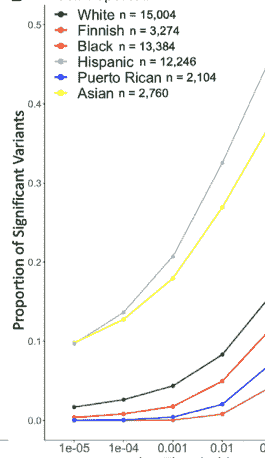 0.5
White n = 15,004
Finnish n = 3,274
Black n = 13,384
Hispanic n = 12,246
Puerto Rican n = 2,104
Asian n = 2,760
0.4
0.3
0.2
0.1
0.0
Proportion of Significant Variants
1e-05 1e-04 0.001 0.01